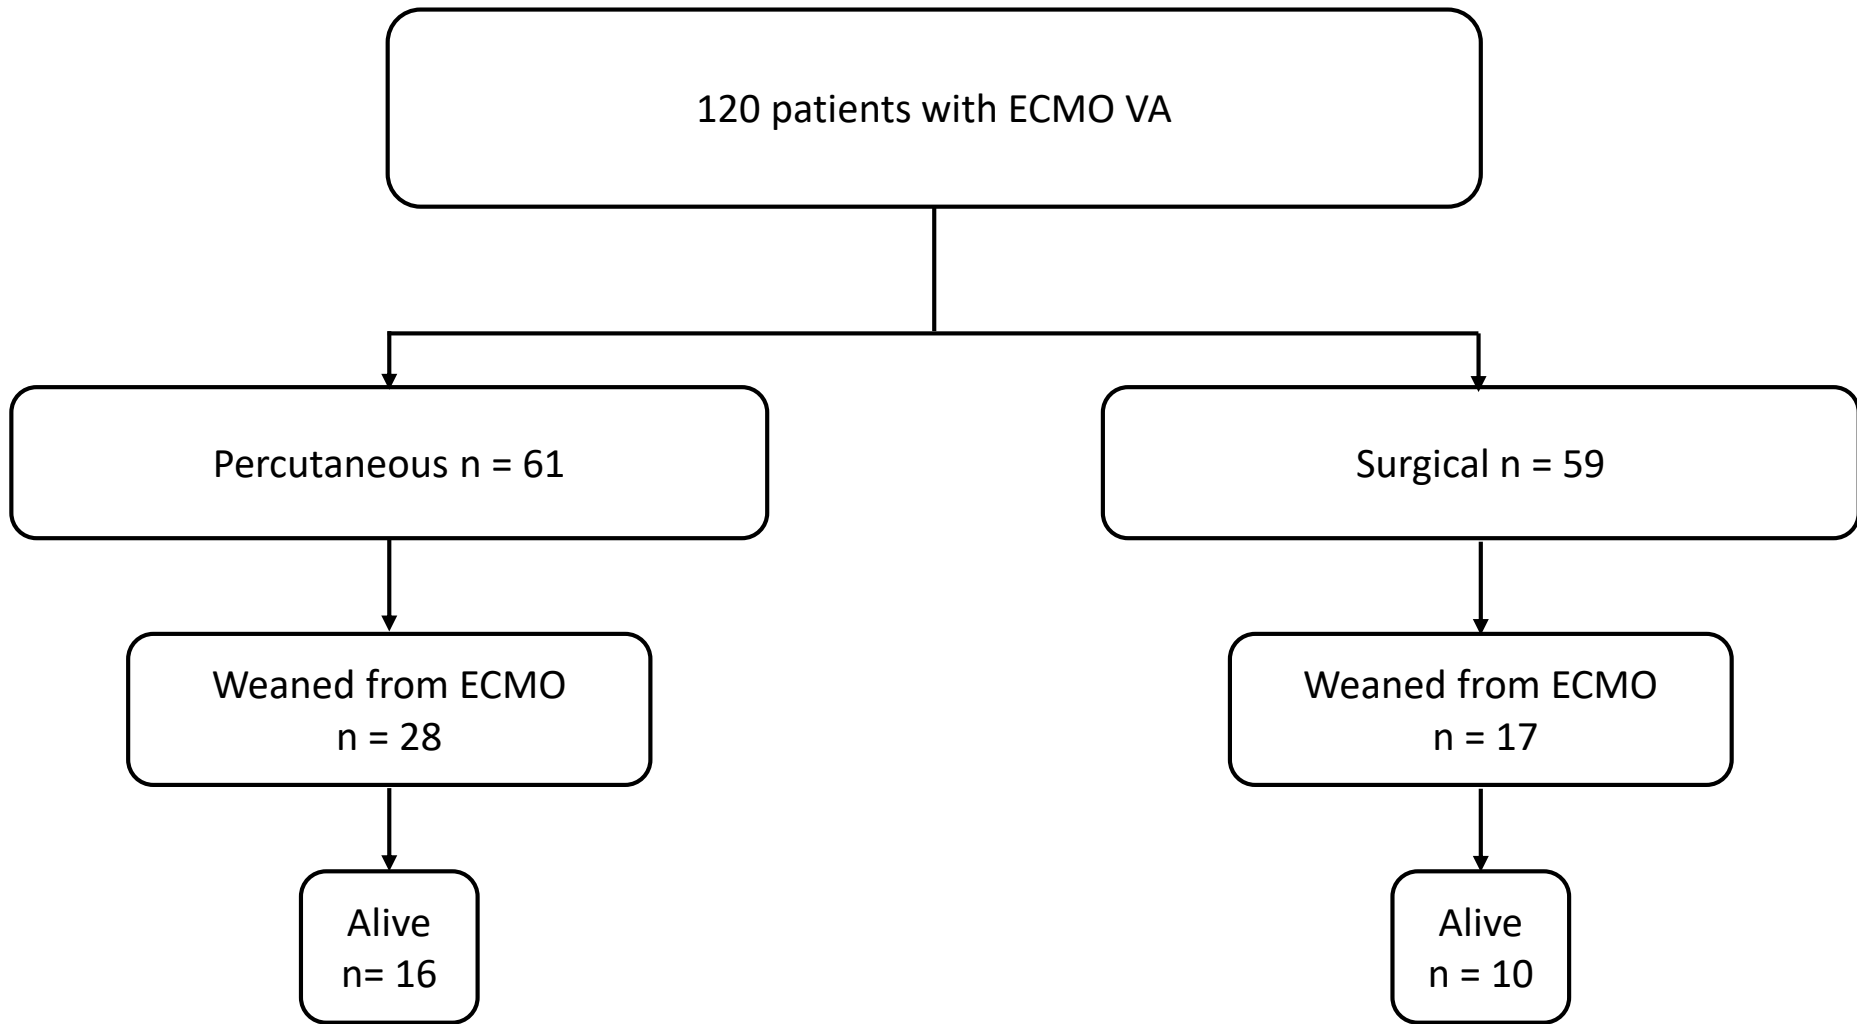 120 patients with ECMO VA
Percutaneous n = 61
Surgical n = 59
Weaned from ECMO
n = 28
Weaned from ECMO
n = 17
Alive
n= 16
Alive
n = 10